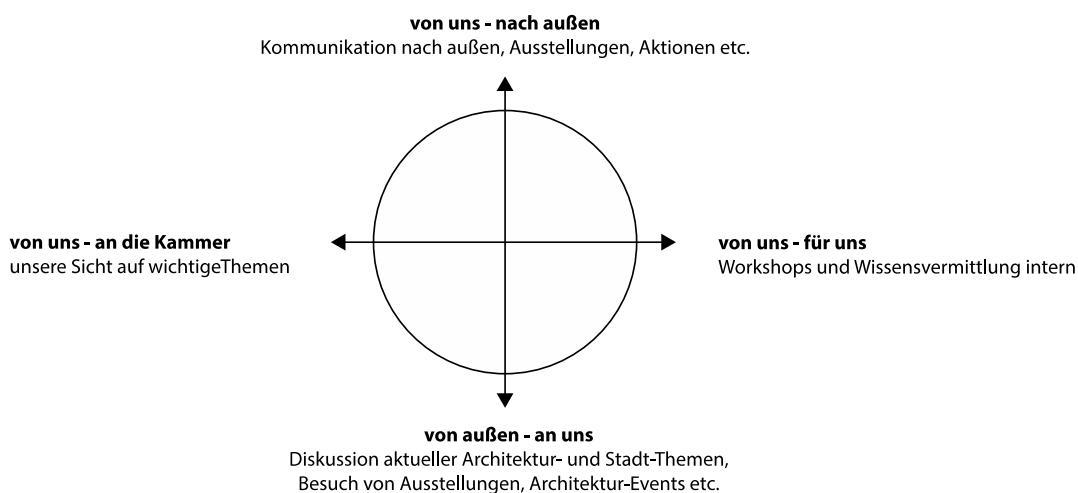 von uns - nach außen
Kommunikation nach außen, Ausstellungen, Aktionen etc.
von uns - an die Kammer
unsere Sicht auf wichtigeThemen
von uns - für uns
Workshops und Wissensvermittlung intern
von außen - an uns
Diskussion aktueller Architektur- und Stadt-Themen,
Besuch von Ausstellungen, Architektur-Events etc.